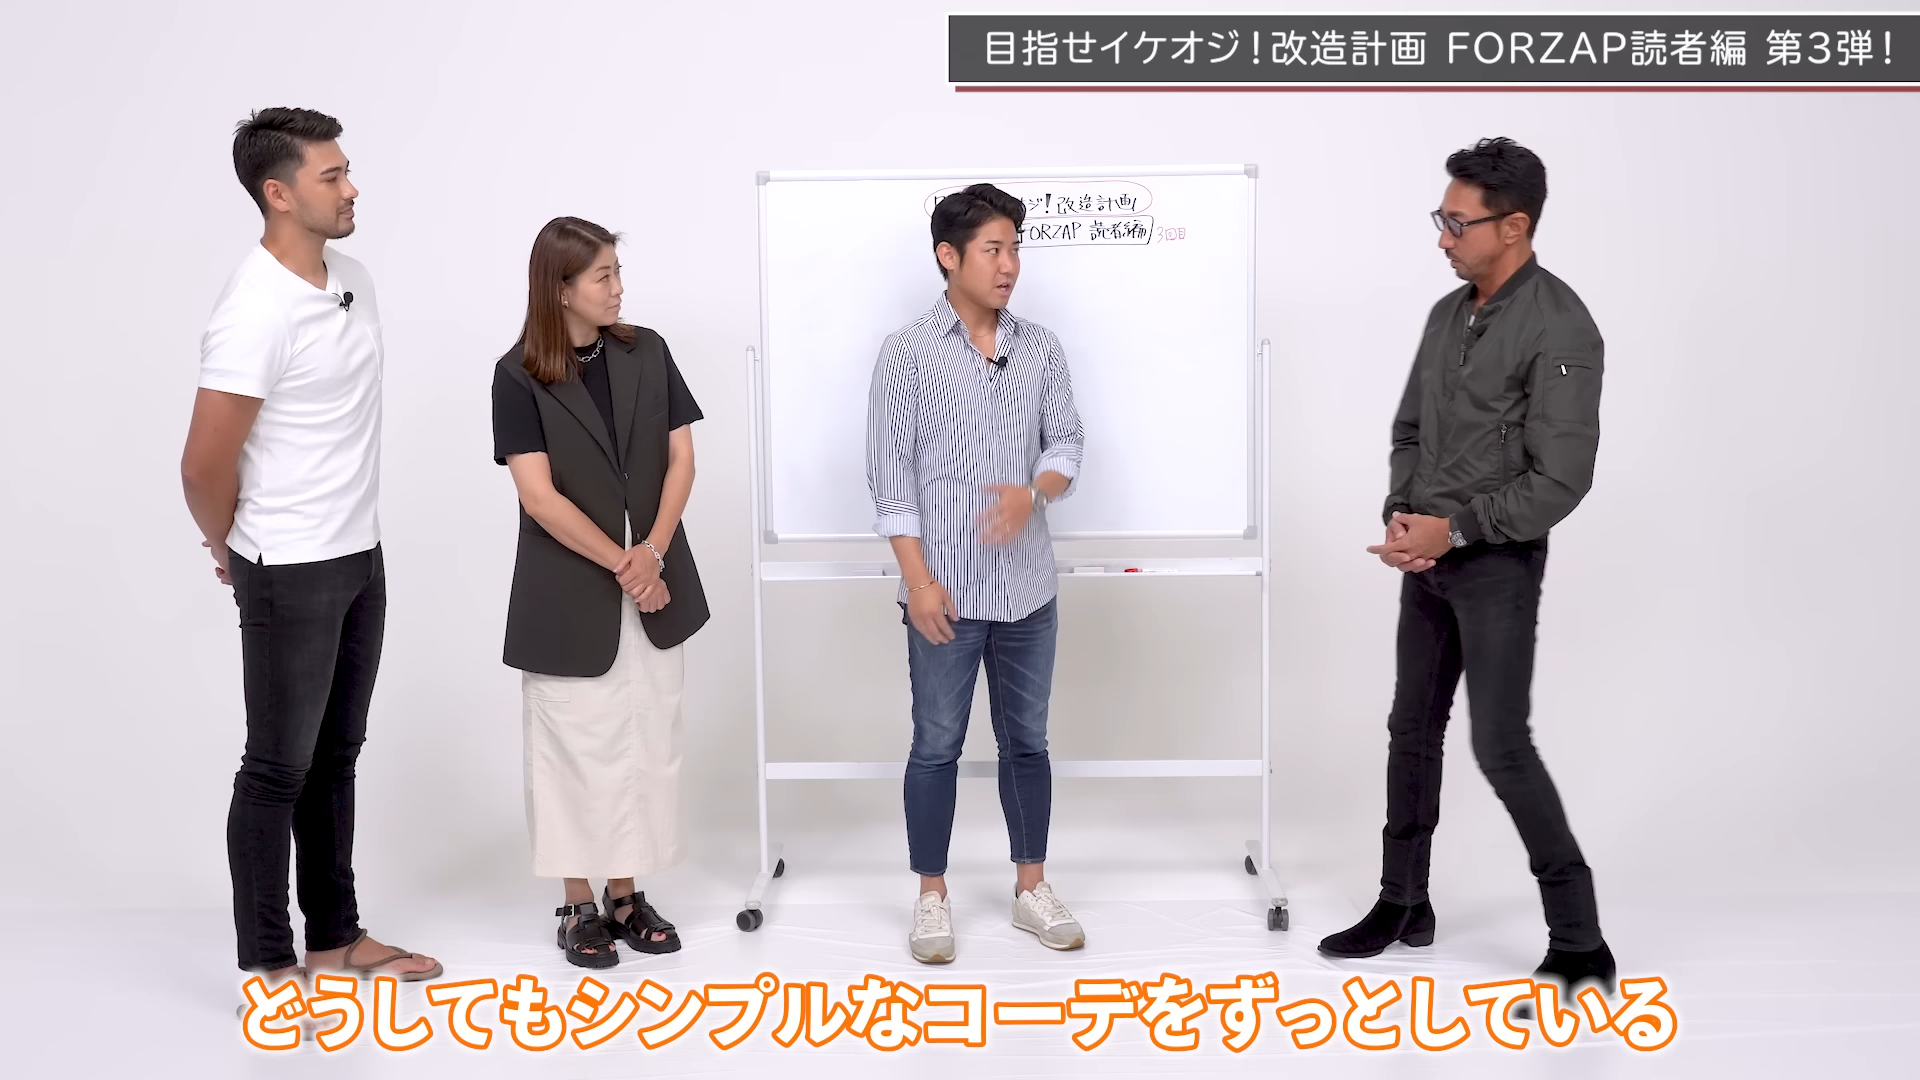 目指せイケオジ！改造計画 FORZAP読者編 第3弾！
ジ！改造計画
FORZAP 読者編 3回目
どうしてもシンプルなコーデをずっとしている